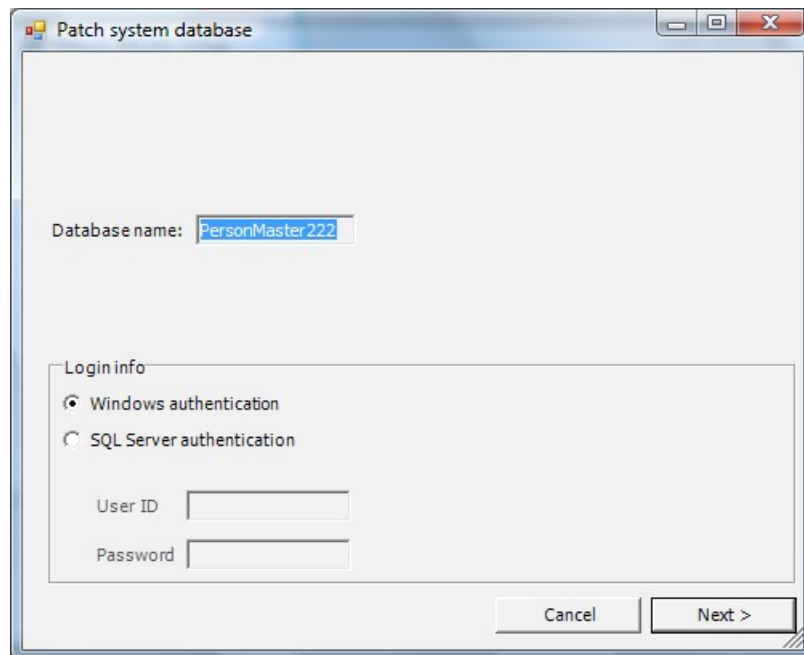 Patch system database
Database name: PersonMaster222
Login info
Windows authentication
SQL Server authentication
User ID
Password
Cancel Next >